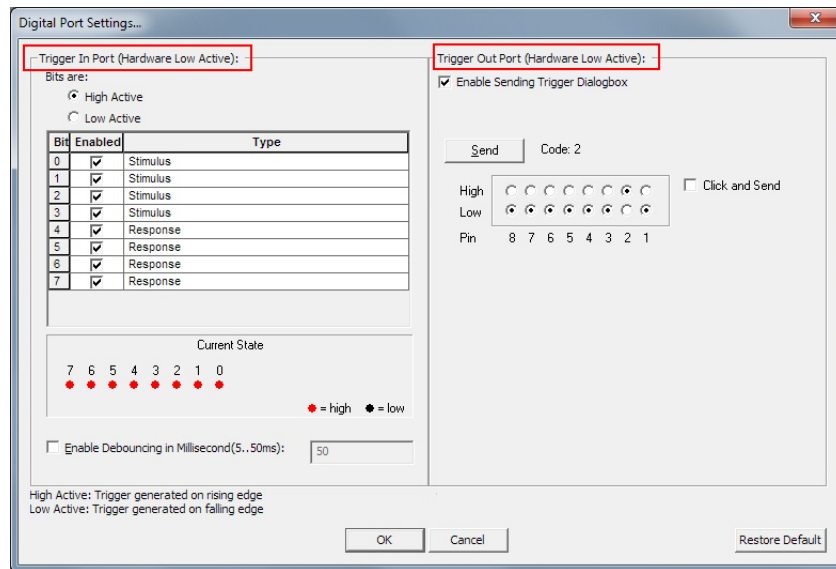 Digital Port Settings...
Trigger In Port (Hardware Low Active):
Bits are:
High Active
Low Active
Bit Enabled Type
0 Stimulus
1 Stimulus
2 Stimulus
3 Stimulus
4 Response
5 Response
6 Response
7 Response
Current State
7 6 5 4 3 2 1 0
= high = low
Enable Debouncing in Millisecond(5..50ms): 50
High Active: Trigger generated on rising edge
Low Active: Trigger generated on falling edge
Trigger Out Port (Hardware Low Active):
Enable Sending Trigger Dialogbox
Send Code: 2
High
Low
Pin 8 7 6 5 4 3 2 1
Click and Send
OK Cancel Restore Default